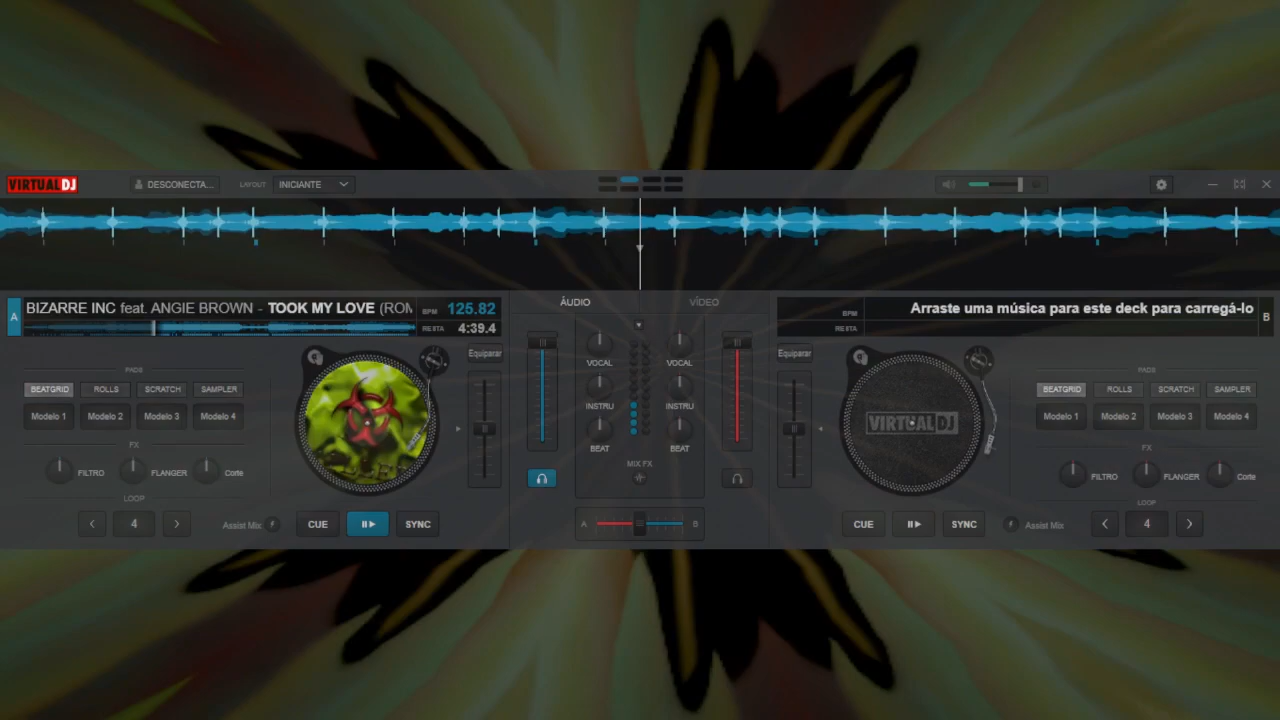 VIRTUAL DJ
DESCONECTA...
LAYOUT
INICIANTE
A
BIZARRE INC feat. ANGIE BROWN - TOOK MY LOVE (ROM
BPM 125.82
RESTA 4:39.4
ÁUDIO
VÍDEO
BPM
RESTA
Arraste uma música para este deck para carregá-lo
B
Equiparar
Equiparar
PADS
BEATGRID ROLLS SCRATCH SAMPLER
Modelo 1 Modelo 2 Modelo 3 Modelo 4
FX
FILTRO FLANGER Corte
LOOP
4
Assist Mix
CUE
SYNC
VOCAL VOCAL
INSTRU INSTRU
BEAT BEAT
MIX FX
A B
VIRTUAL DJ
PADS
BEATGRID ROLLS SCRATCH SAMPLER
Modelo 1 Modelo 2 Modelo 3 Modelo 4
FX
FILTRO FLANGER Corte
LOOP
CUE
SYNC
Assist Mix
4